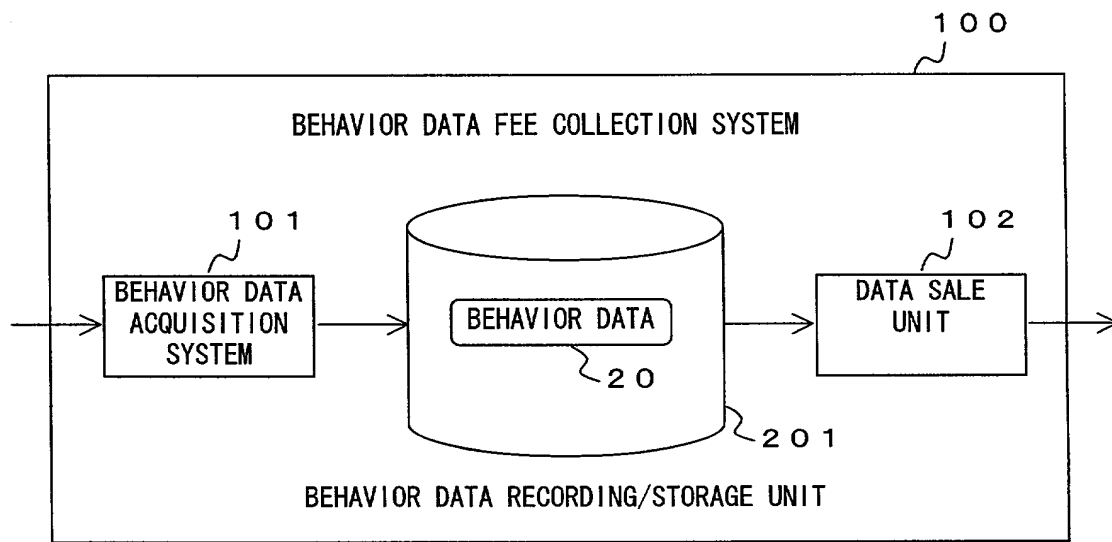 100
BEHAVIOR DATA FEE COLLECTION SYSTEM
101
BEHAVIOR DATA
ACQUISITION
SYSTEM
BEHAVIOR DATA
20
201
102
DATA SALE
UNIT
BEHAVIOR DATA RECORDING/STORAGE UNIT